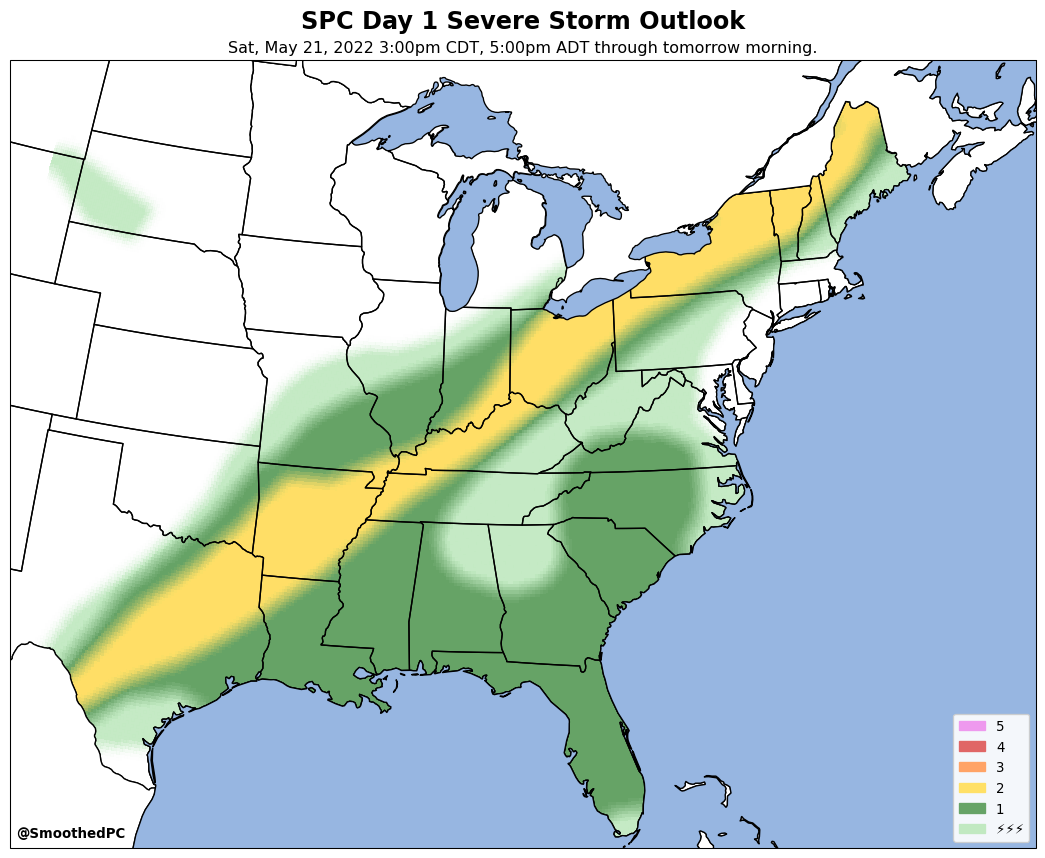 SPC Day 1 Severe Storm Outlook
Sat, May 21, 2022 3:00pm CDT, 5:00pm ADT through tomorrow morning.
5
4
3
2
1
⚡⚡⚡
@SmoothedPC